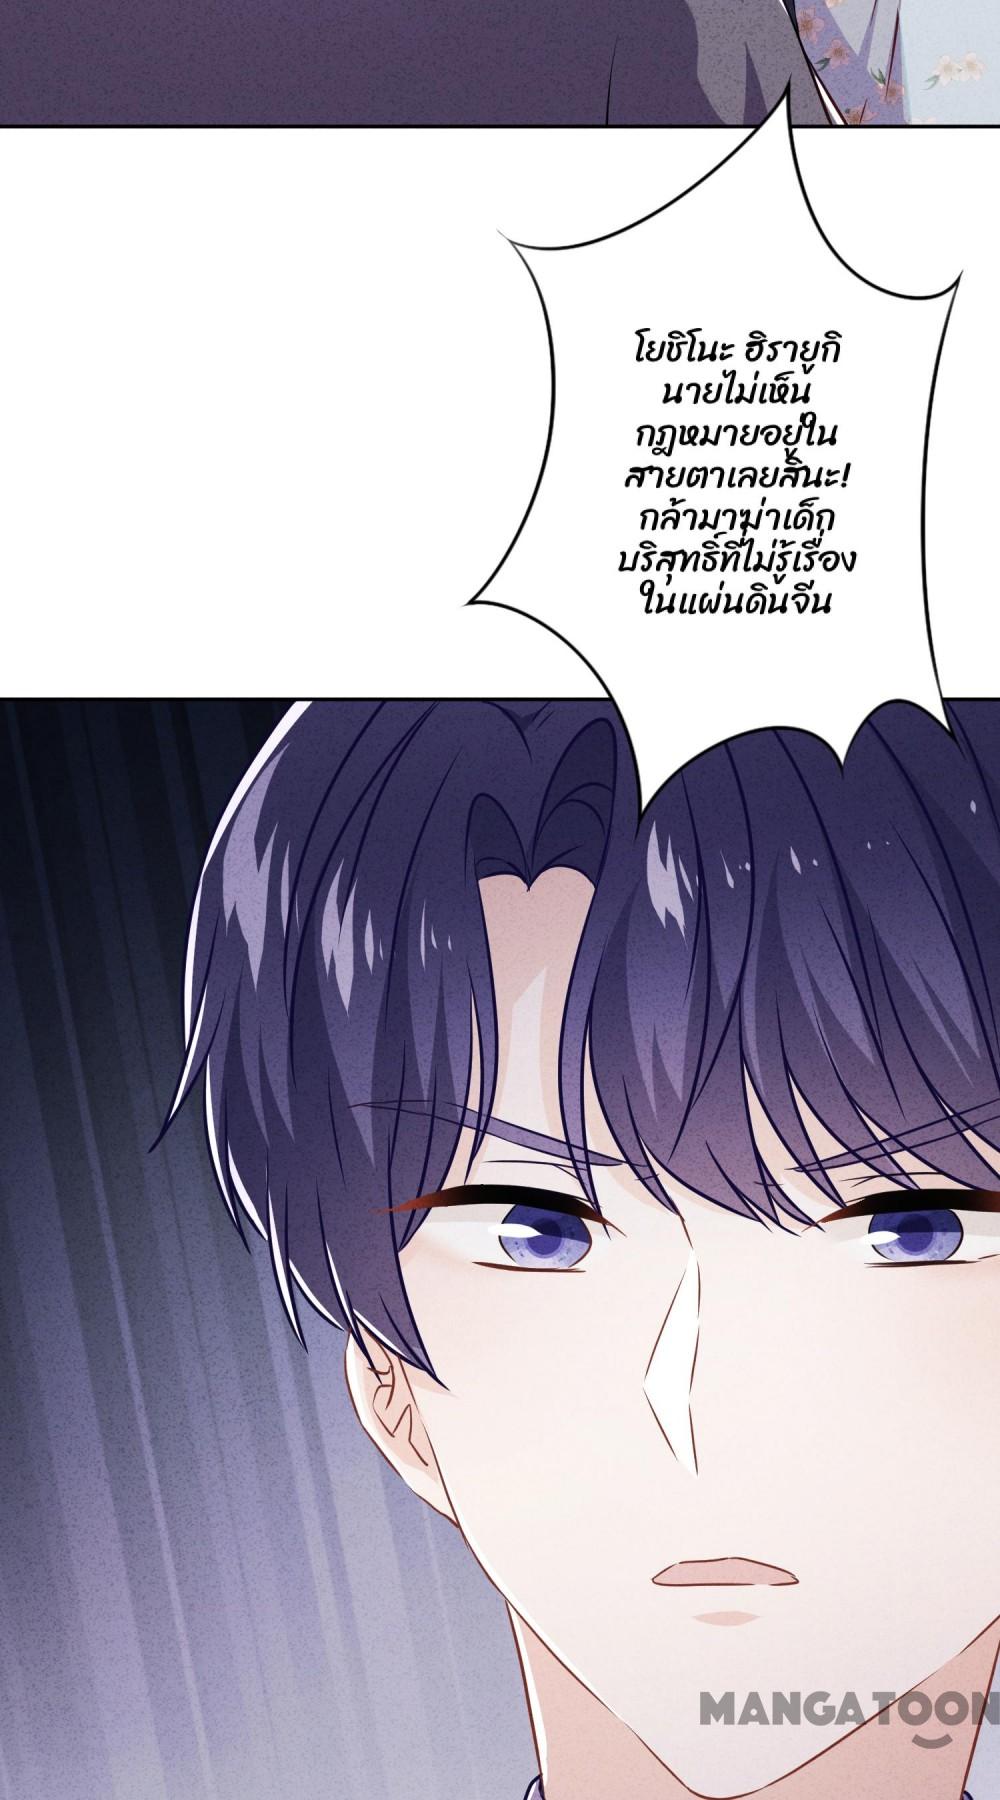 โยชิโนะ ฮิรายูกิ
นายไม่เห็น
กฎหมายอยู่ใน
สายตาเลยสินะ!
กล้ามาฆ่าเด็ก
บริสุทธิ์ที่ไม่รู้เรื่อง
ในแผ่นดินจีน
MANGATOON